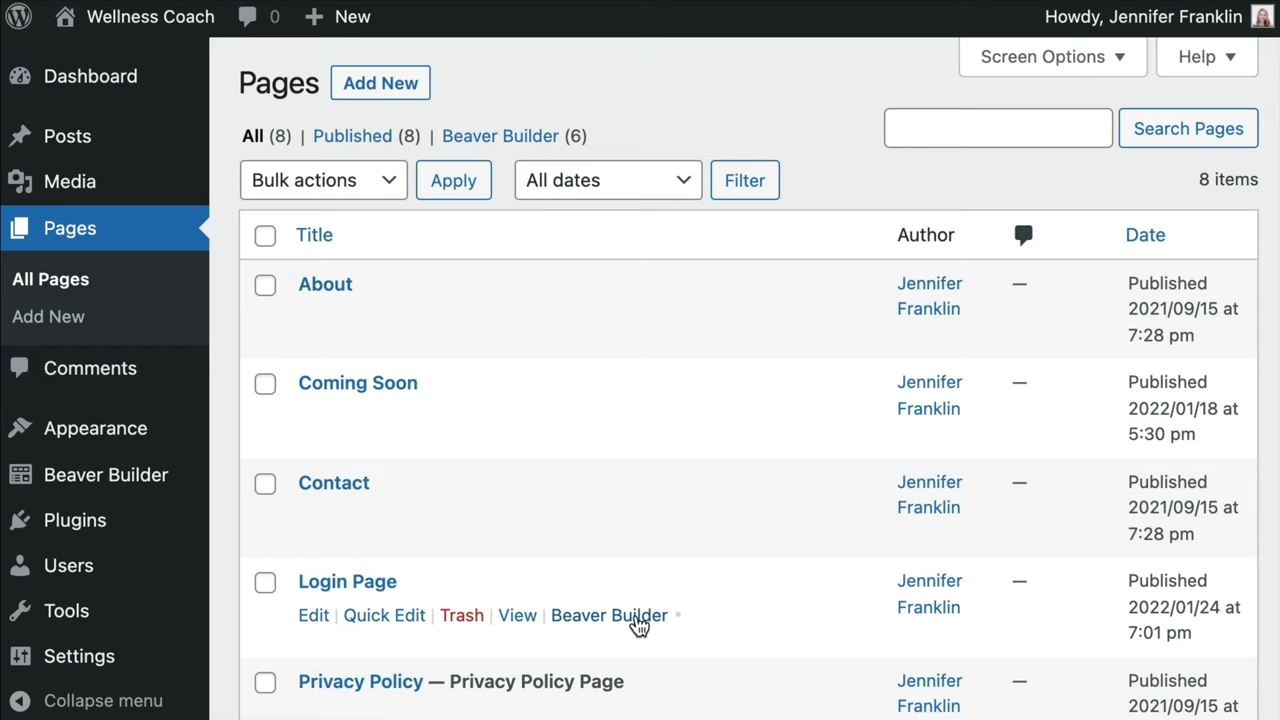 Wellness Coach 0 New Howdy, Jennifer Franklin
Dashboard
Posts
Media
Pages
All Pages
Add New
Comments
Appearance
Beaver Builder
Plugins
Users
Tools
Settings
Collapse menu
Screen Options ▼ Help ▼
Pages Add New
All (8) | Published (8) | Beaver Builder (6)
Search Pages
Bulk actions Apply All dates Filter 8 items
Title Author Date
About Jennifer Franklin — Published 2021/09/15 at 7:28 pm
Coming Soon Jennifer Franklin — Published 2022/01/18 at 5:30 pm
Contact Jennifer Franklin — Published 2021/09/15 at 7:28 pm
Login Page Jennifer Franklin — Published 2022/01/24 at 7:01 pm
Edit | Quick Edit | Trash | View | Beaver Builder
Privacy Policy — Privacy Policy Page Jennifer Franklin — Published 2021/09/15 at